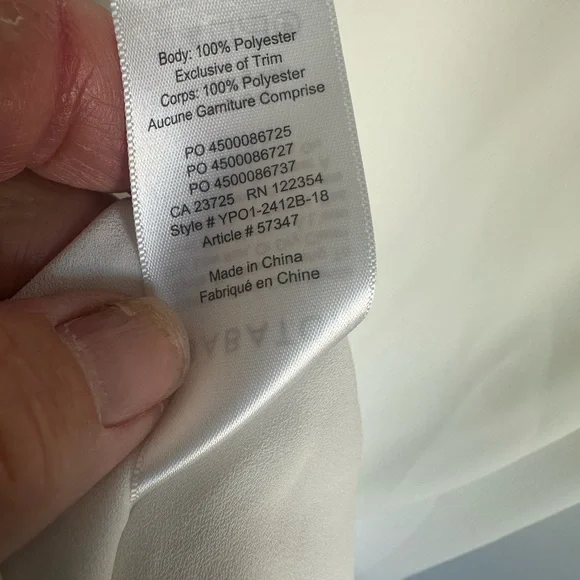 Body: 100% Polyester
Exclusive of Trim
Corps: 100% Polyester
Aucune Garniture Comprise
PO 4500086725
PO 4500086727
PO 4500086737
CA 23725 RN 122354
Style # YPO1-2412B-18
Article # 57347
Made in China
Fabriqué en Chine